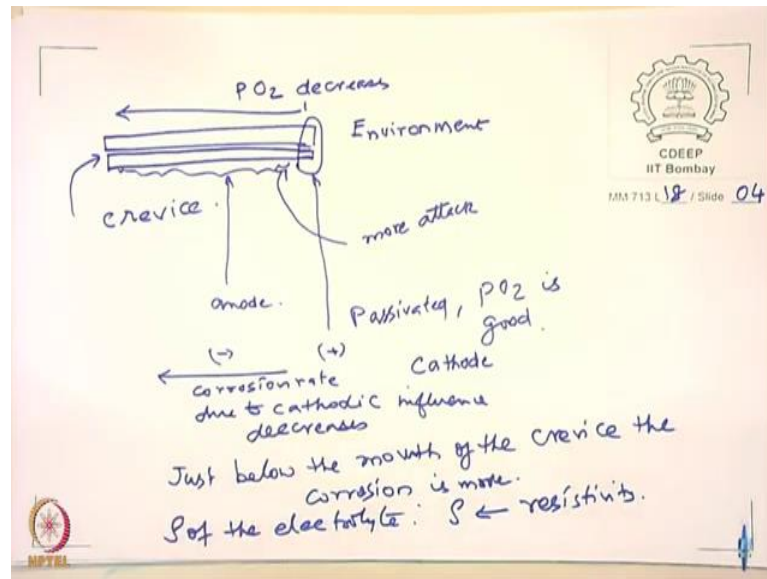 PO2 decreases
Environment
crevice.
more attack
anode.
Passivated, PO2 is
good.
(-)
(+)
Cathode
corrosion rate
due to cathodic influence
decreases
Just below the mouth of the crevice the
corrosion is more.
ρ of the electrolyte: ρ ← resistivity.
CDEEP
IIT Bombay
MM 713 L 18 / Slide 04
NPTEL